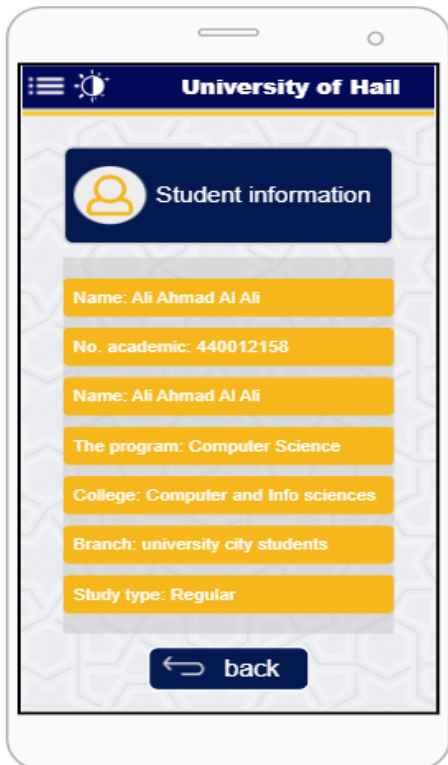 University of Hail
Student information
Name: Ali Ahmad Al Ali
No. academic: 440012158
Name: Ali Ahmad Al Ali
The program: Computer Science
College: Computer and Info sciences
Branch: university city students
Study type: Regular
back